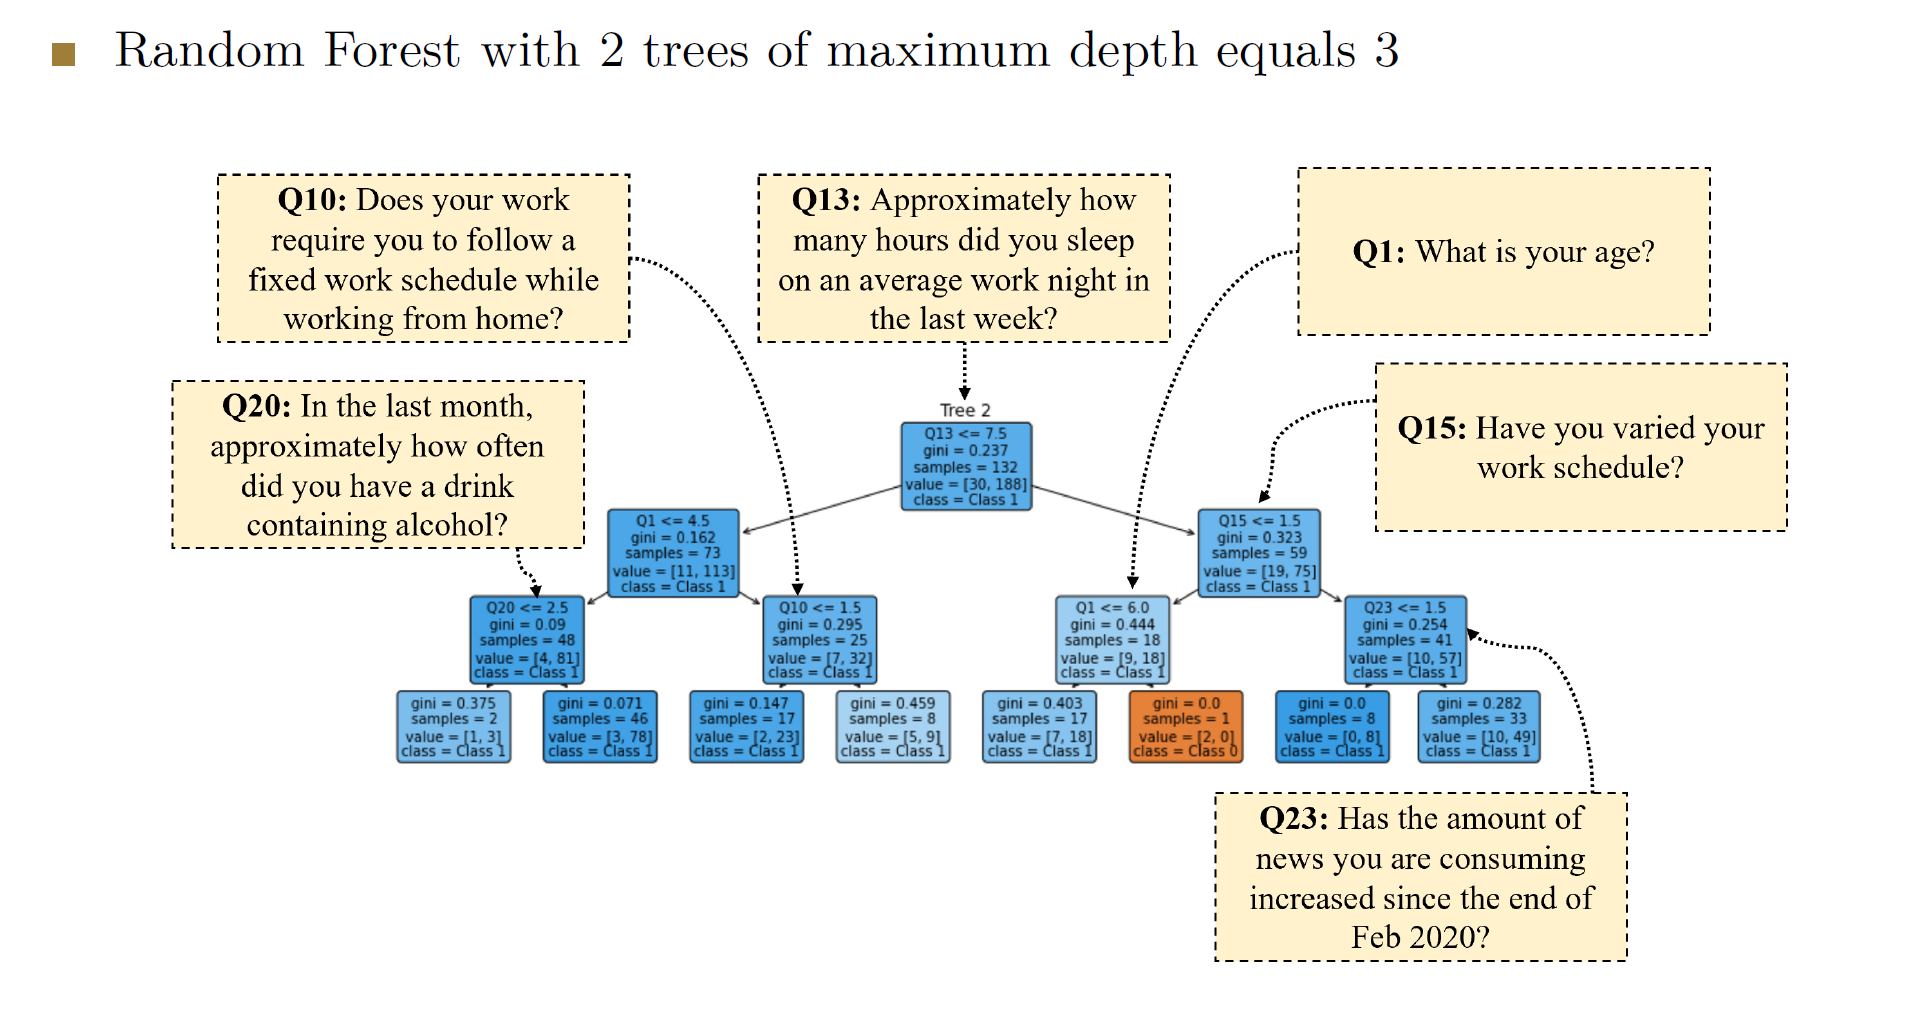 Random Forest with 2 trees of maximum depth equals 3
Q10: Does your work
require you to follow a
fixed work schedule while
working from home?
Q13: Approximately how
many hours did you sleep
on an average work night in
the last week?
Q1: What is your age?
Q20: In the last month,
approximately how often
did you have a drink
containing alcohol?
Q15: Have you varied your
work schedule?
Tree 2
Q13 <= 7.5
gini = 0.237
samples = 132
value = [30, 188]
class = Class 1
Q1 <= 4.5
gini = 0.162
samples = 73
value = [11, 113]
class = Class 1
Q15 <= 1.5
gini = 0.323
samples = 59
value = [19, 75]
class = Class 1
Q20 <= 2.5
gini = 0.09
samples = 48
value = [4, 81]
class = Class 1
Q10 <= 1.5
gini = 0.295
samples = 25
value = [7, 32]
class = Class 1
Q1 <= 6.0
gini = 0.444
samples = 18
value = [9, 18]
class = Class 1
Q23 <= 1.5
gini = 0.254
samples = 41
value = [10, 57]
class = Class 1
gini = 0.375
samples = 2
value = [1, 3]
class = Class 1
gini = 0.071
samples = 46
value = [3, 78]
class = Class 1
gini = 0.147
samples = 17
value = [2, 23]
class = Class 1
gini = 0.459
samples = 8
value = [5, 9]
class = Class 1
gini = 0.403
samples = 17
value = [7, 18]
class = Class 1
gini = 0.0
samples = 1
value = [2, 0]
class = Class 0
gini = 0.0
samples = 8
value = [0, 8]
class = Class 1
gini = 0.282
samples = 33
value = [10, 49]
class = Class 1
Q23: Has the amount of
news you are consuming
increased since the end of
Feb 2020?